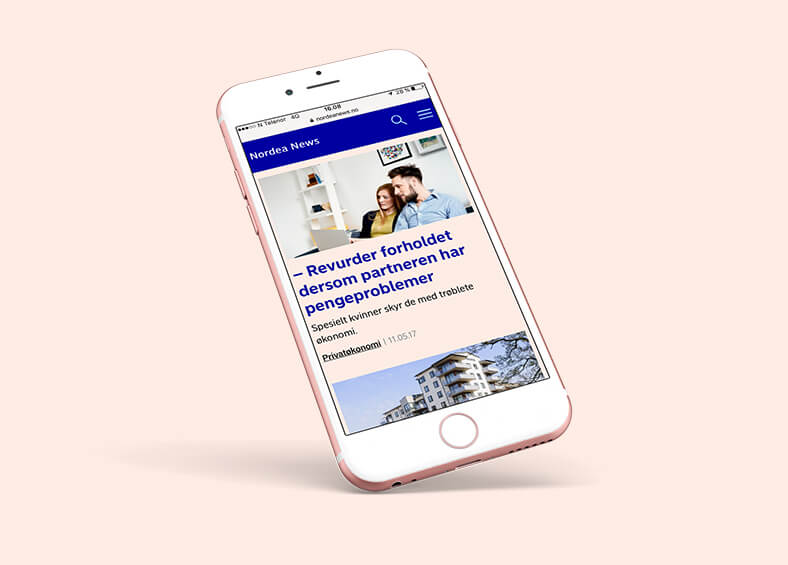 N Telenor 4G 16.08 28 %
nordeanews.no
Nordea News
– Revurder forholdet
dersom partneren har
pengeproblemer
Spesielt kvinner skyr de med trøblete
økonomi.
Privatøkonomi | 11.05.17